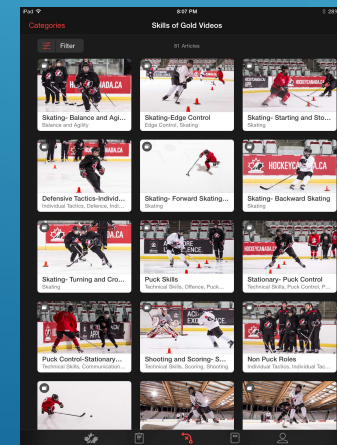 iPad
8:07 PM
28%
Categories
Skills of Gold Videos
Filter
81 Articles
Skating- Balance and Agi...
Balance and Agility
Skating-Edge Control
Edge Control, Skating
Skating- Starting and Sto...
Skating
Defensive Tactics-Individ...
Individual Tactics, Defence, Indi...
Skating- Forward Skating...
Skating
HOCKEYCANADA
Skating- Backward Skating
Skating
Skating- Turning and Cro...
Skating
Puck Skills
Technical Skills, Offence, Puck...
Stationary- Puck Control
Technical Skills, Puck Control, P...
Puck Control-Stationary...
Technical Skills, Communication...
Shooting and Scoring- S...
Technical Skills, Scoring, Shooting
Non Puck Roles
Individual Tactics, Individual Tac...